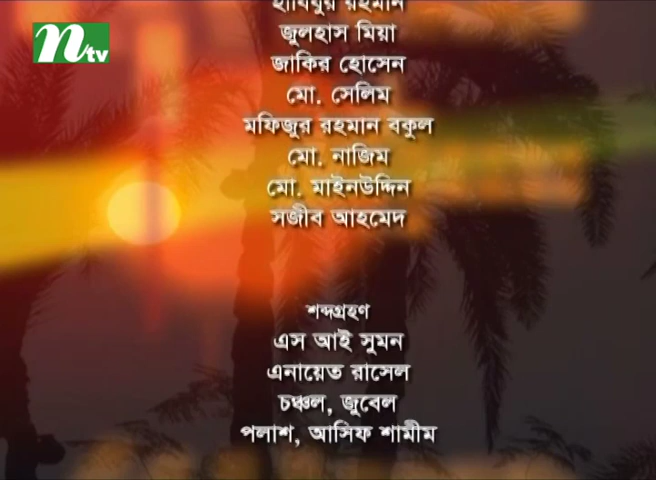 ntv
হাবিবুর রহমান
জুলহাস মিয়া
জাকির হোসেন
মো. সেলিম
মফিজুর রহমান বকুল
মো. নাজিম
মো. মাইনউদ্দিন
সজীব আহমেদ
শব্দগ্রহণ
এস আই সুমন
এনায়েত রাসেল
চঞ্চল, জুবেল
পলাশ, আসিফ শামীম